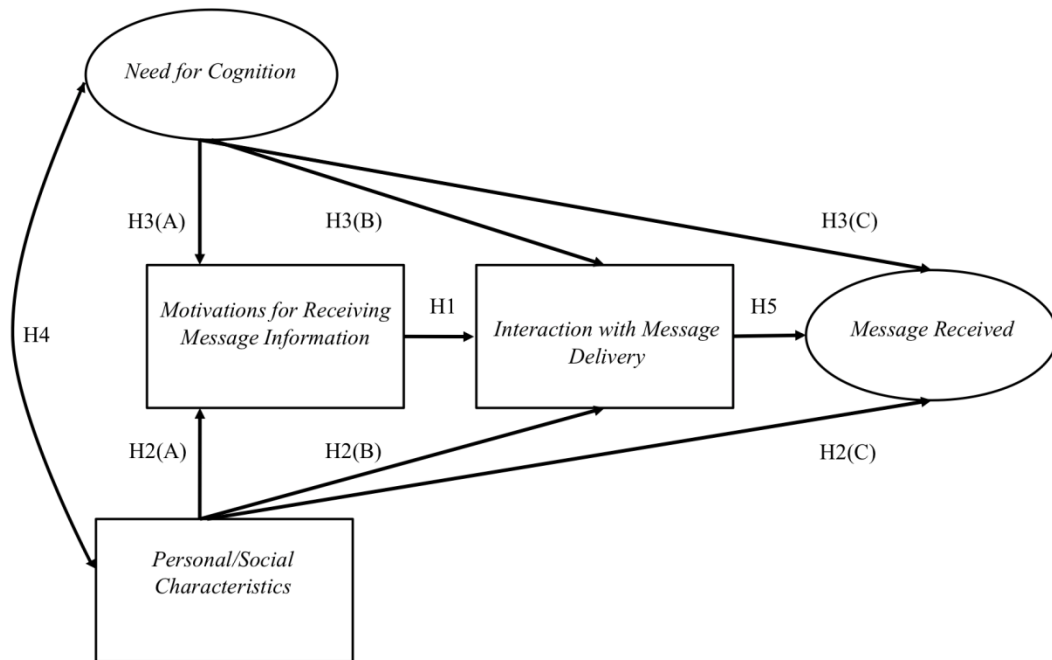 Need for Cognition
H3(A)
H3(B)
H3(C)
Motivations for Receiving
Message Information
H1
Interaction with Message
Delivery
H5
Message Received
H4
H2(A)
H2(B)
H2(C)
Personal/Social
Characteristics